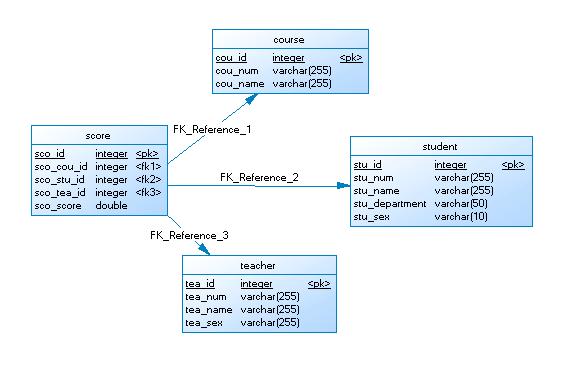 course
cou_id integer <pk>
cou_num varchar(255)
cou_name varchar(255)
FK_Reference_1
score
sco_id integer <pk>
sco_cou_id integer <fk1>
sco_stu_id integer <fk2>
sco_tea_id integer <fk3>
sco_score double
FK_Reference_2
student
stu_id integer <pk>
stu_num varchar(255)
stu_name varchar(255)
stu_department varchar(50)
stu_sex varchar(10)
FK_Reference_3
teacher
tea_id integer <pk>
tea_num varchar(255)
tea_name varchar(255)
tea_sex varchar(255)